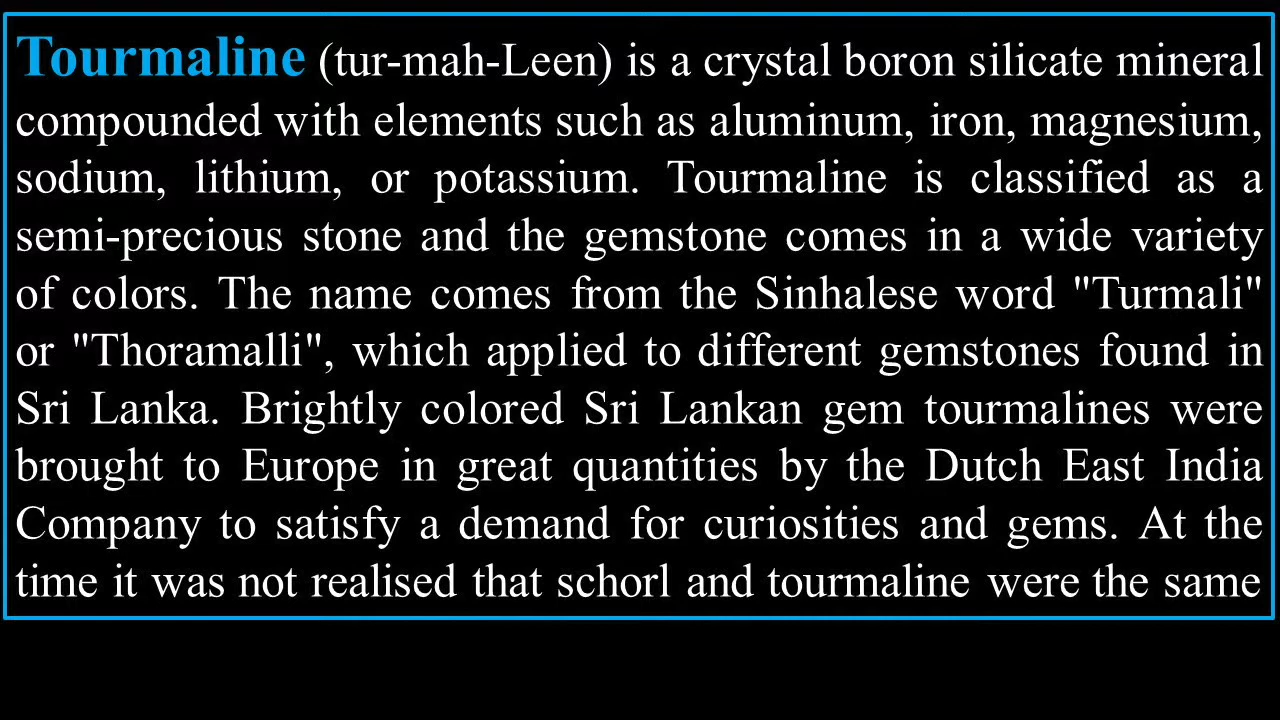 Tourmaline (tur-mah-Leen) is a crystal boron silicate mineral
compounded with elements such as aluminum, iron, magnesium,
sodium, lithium, or potassium. Tourmaline is classified as a
semi-precious stone and the gemstone comes in a wide variety
of colors. The name comes from the Sinhalese word "Turmali"
or "Thoramalli", which applied to different gemstones found in
Sri Lanka. Brightly colored Sri Lankan gem tourmalines were
brought to Europe in great quantities by the Dutch East India
Company to satisfy a demand for curiosities and gems. At the
time it was not realised that schorl and tourmaline were the same